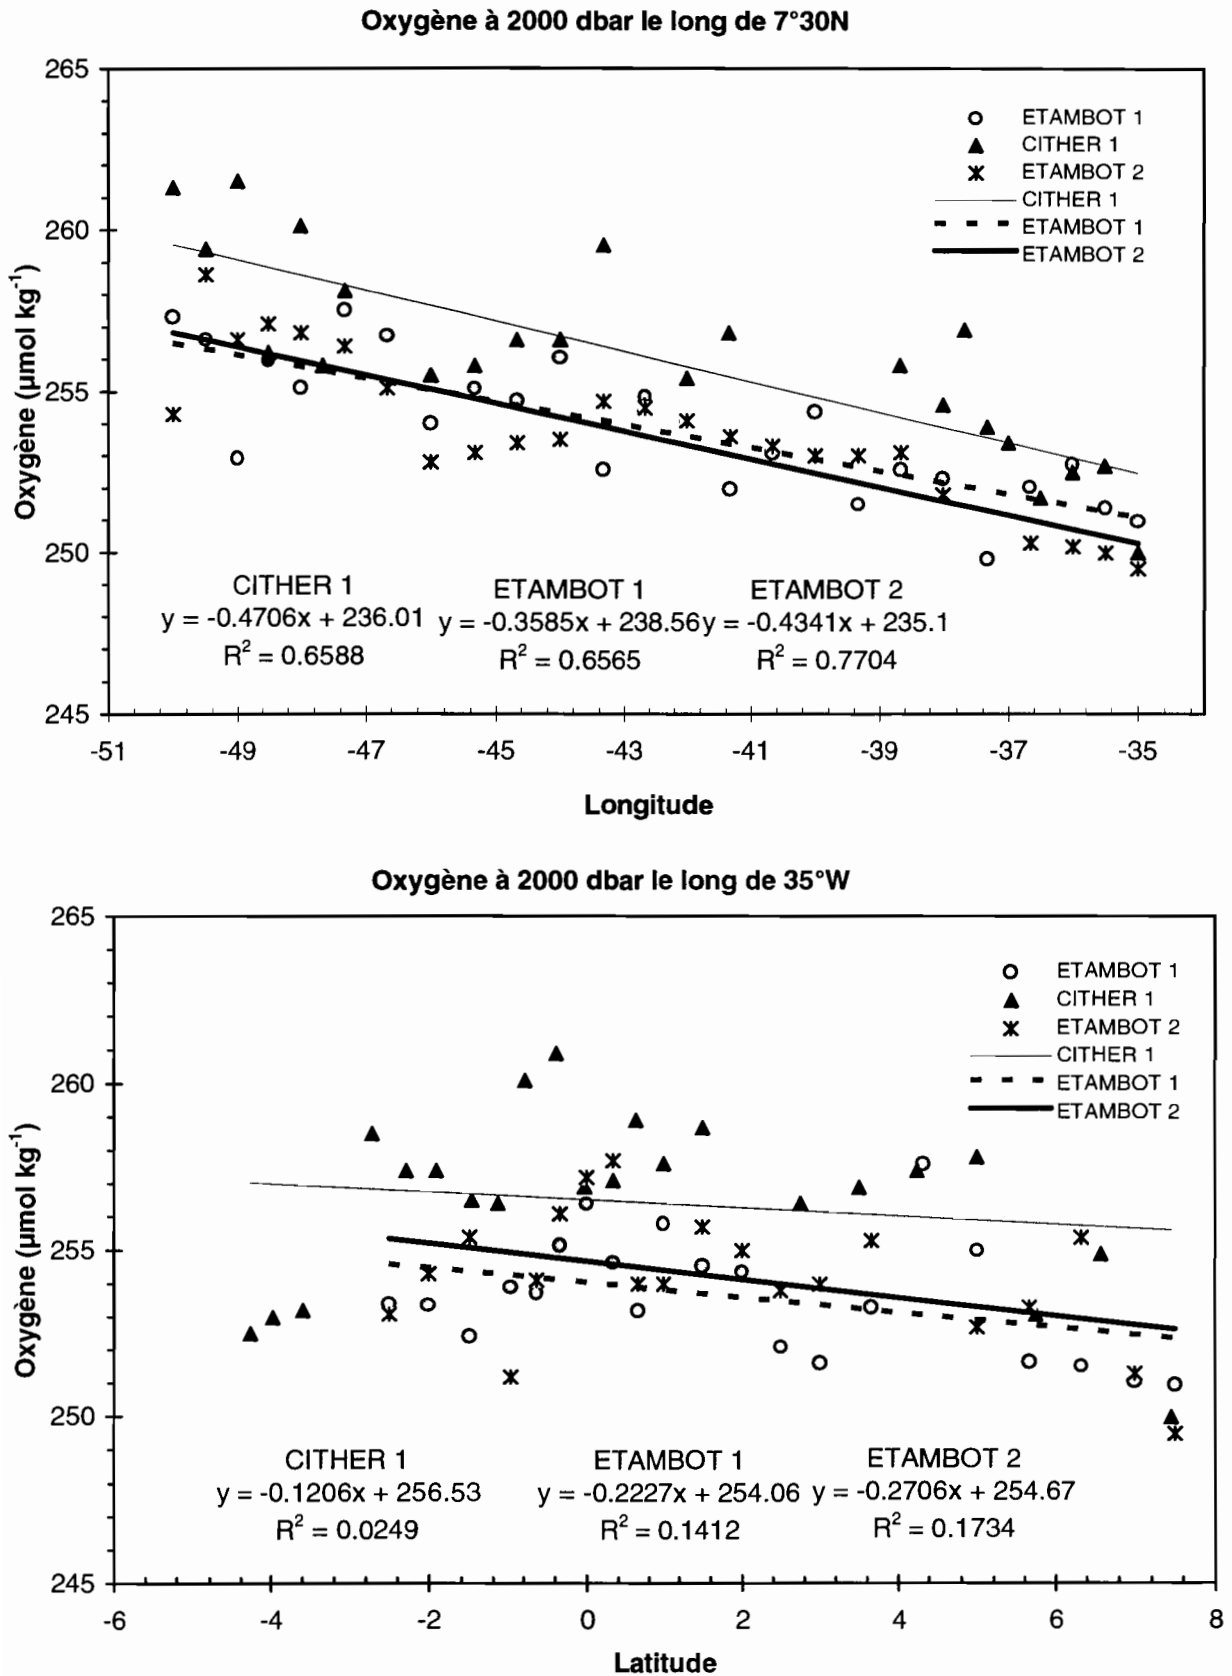 Oxygène à 2000 dbar le long de 7°30N
265
260
255
250
245
Oxygène (µmol kg⁻¹)
ETAMBOT 1
CITHER 1
ETAMBOT 2
CITHER 1
ETAMBOT 1
ETAMBOT 2
CITHER 1 ETAMBOT 1 ETAMBOT 2
y = -0.4706x + 236.01 y = -0.3585x + 238.56 y = -0.4341x + 235.1
R² = 0.6588 R² = 0.6565 R² = 0.7704
-51 -49 -47 -45 -43 -41 -39 -37 -35
Longitude
Oxygène à 2000 dbar le long de 35°W
265
260
255
250
245
Oxygène (µmol kg⁻¹)
ETAMBOT 1
CITHER 1
ETAMBOT 2
CITHER 1
ETAMBOT 1
ETAMBOT 2
CITHER 1 ETAMBOT 1 ETAMBOT 2
y = -0.1206x + 256.53 y = -0.2227x + 254.06 y = -0.2706x + 254.67
R² = 0.0249 R² = 0.1412 R² = 0.1734
-6 -4 -2 0 2 4 6 8
Latitude